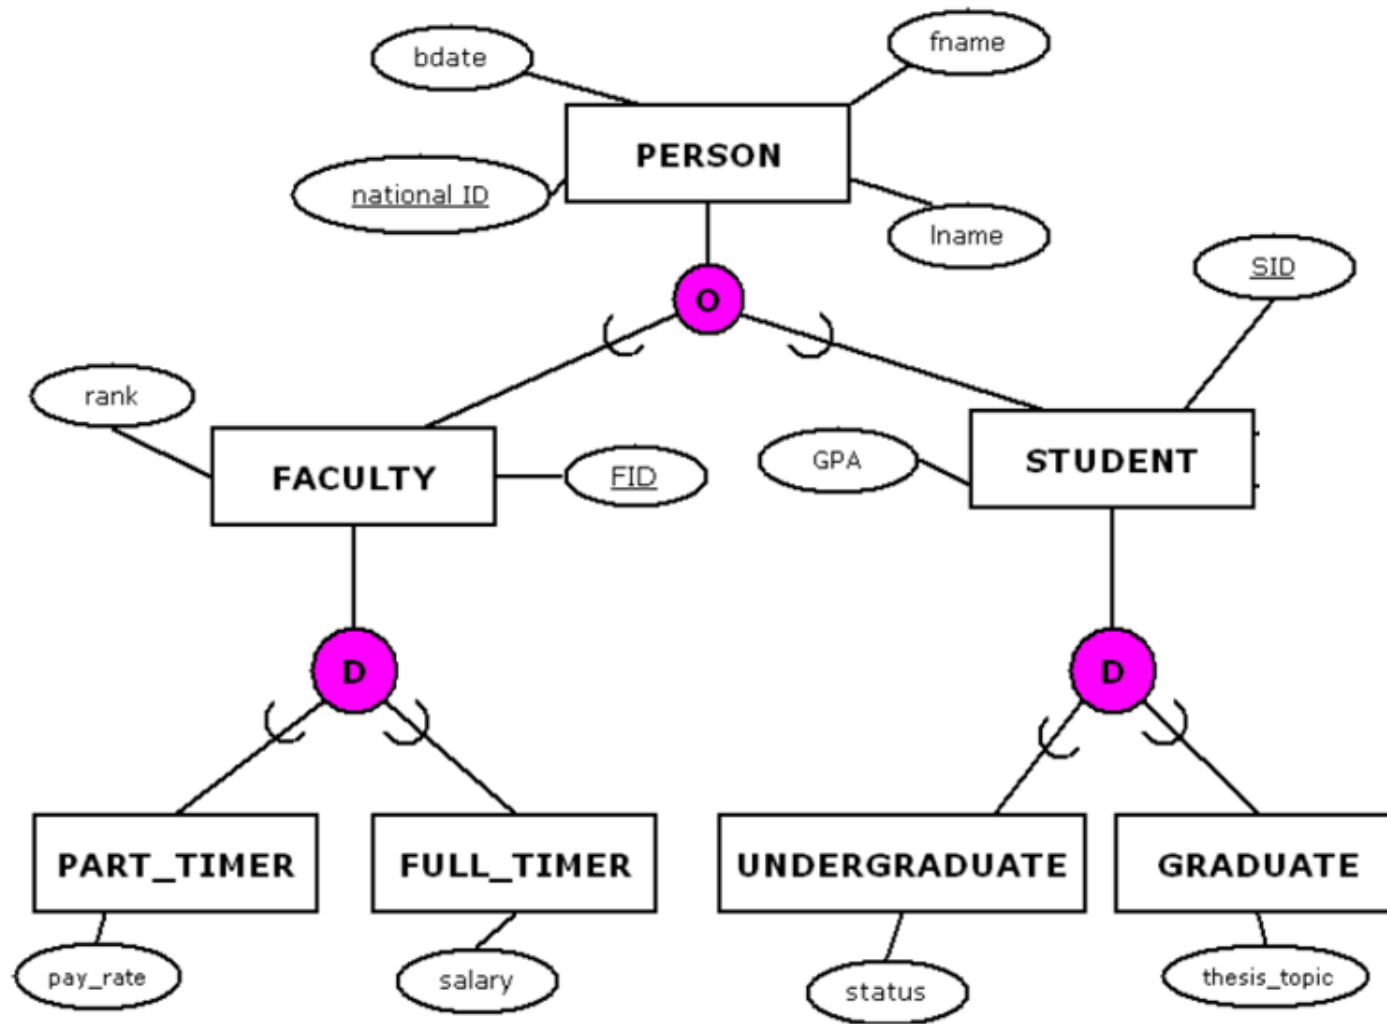 fname
bdate
PERSON
national ID
lname
SID
O
rank
GPA
STUDENT
FACULTY
FID
D
D
PART_TIMER
FULL_TIMER
UNDERGRADUATE
GRADUATE
pay_rate
salary
status
thesis_topic